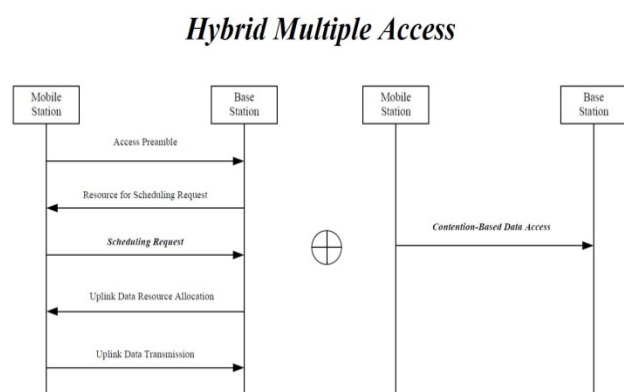 Hybrid Multiple Access
Mobile
Station
Base
Station
Mobile
Station
Base
Station
Access Preamble
Resource for Scheduling Request
Scheduling Request
Contention-Based Data Access
Uplink Data Resource Allocation
Uplink Data Transmission